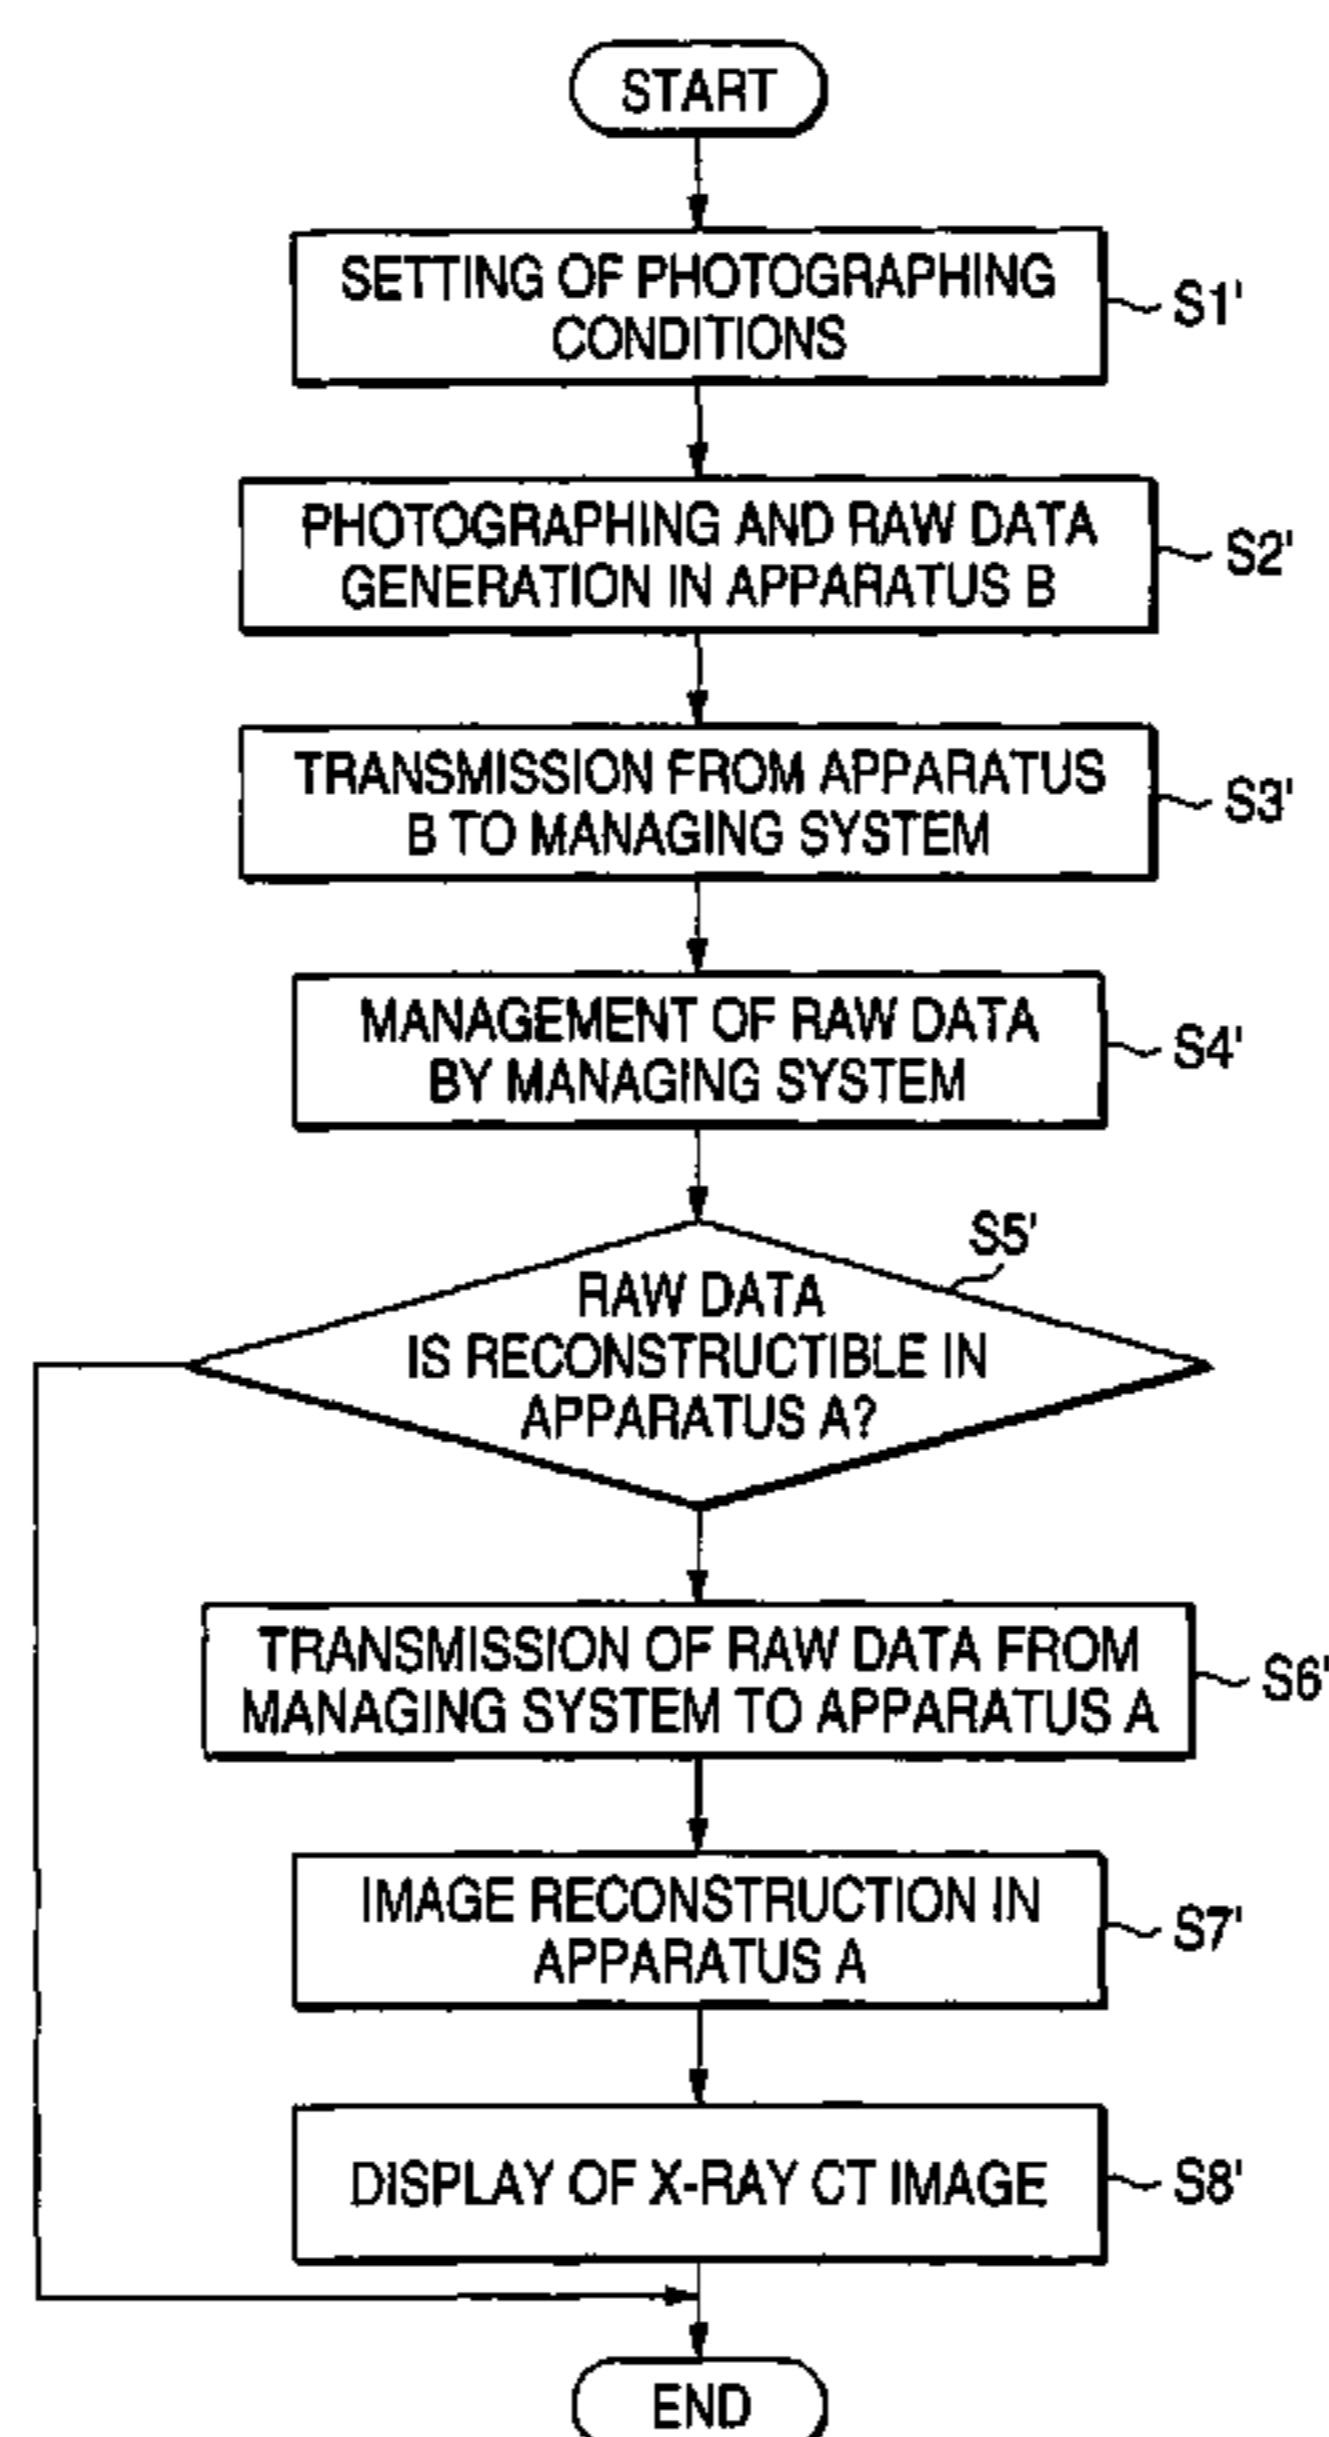 START
SETTING OF PHOTOGRAPHING
CONDITIONS
S1'
PHOTOGRAPHING AND RAW DATA
GENERATION IN APPARATUS B
S2'
TRANSMISSION FROM APPARATUS
B TO MANAGING SYSTEM
S3'
MANAGEMENT OF RAW DATA
BY MANAGING SYSTEM
S4'
S5'
RAW DATA
IS RECONSTRUCTIBLE IN
APPARATUS A?
TRANSMISSION OF RAW DATA FROM
MANAGING SYSTEM TO APPARATUS A
S6'
IMAGE RECONSTRUCTION IN
APPARATUS A
S7'
DISPLAY OF X-RAY CT IMAGE
S8'
END